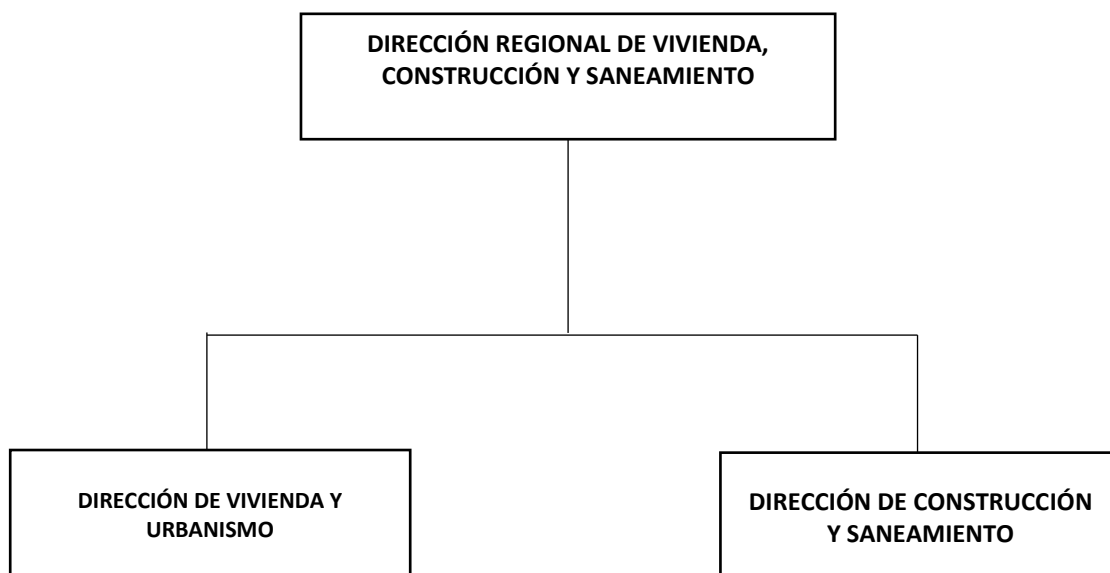 DIRECCIÓN REGIONAL DE VIVIENDA,
CONSTRUCCIÓN Y SANEAMIENTO
DIRECCIÓN DE VIVIENDA Y
URBANISMO
DIRECCIÓN DE CONSTRUCCIÓN
Y SANEAMIENTO